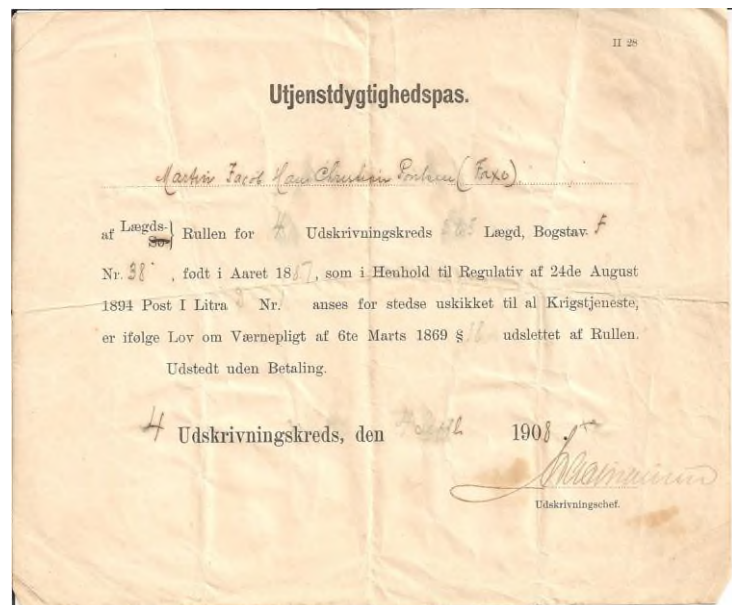 II 28
Utjenstdygtighedspas.
Martin Jacob Hans Christian (Faxe)
af Lægds- Rullen for 4 Udskrivningskreds Lægd, Bogstav. F
So-
Nr. 38, født i Aaret 1887, som i Henhold til Regulativ af 24de August
1894 Post I Litra Nr. anses for stedse uskikket til al Krigstjeneste,
er ifølge Lov om Værnepligt af 6te Marts 1869 § udslettet af Rullen.
Udstedt uden Betaling.
4 Udskrivningskreds, den 1908.
Udskrivningschef.